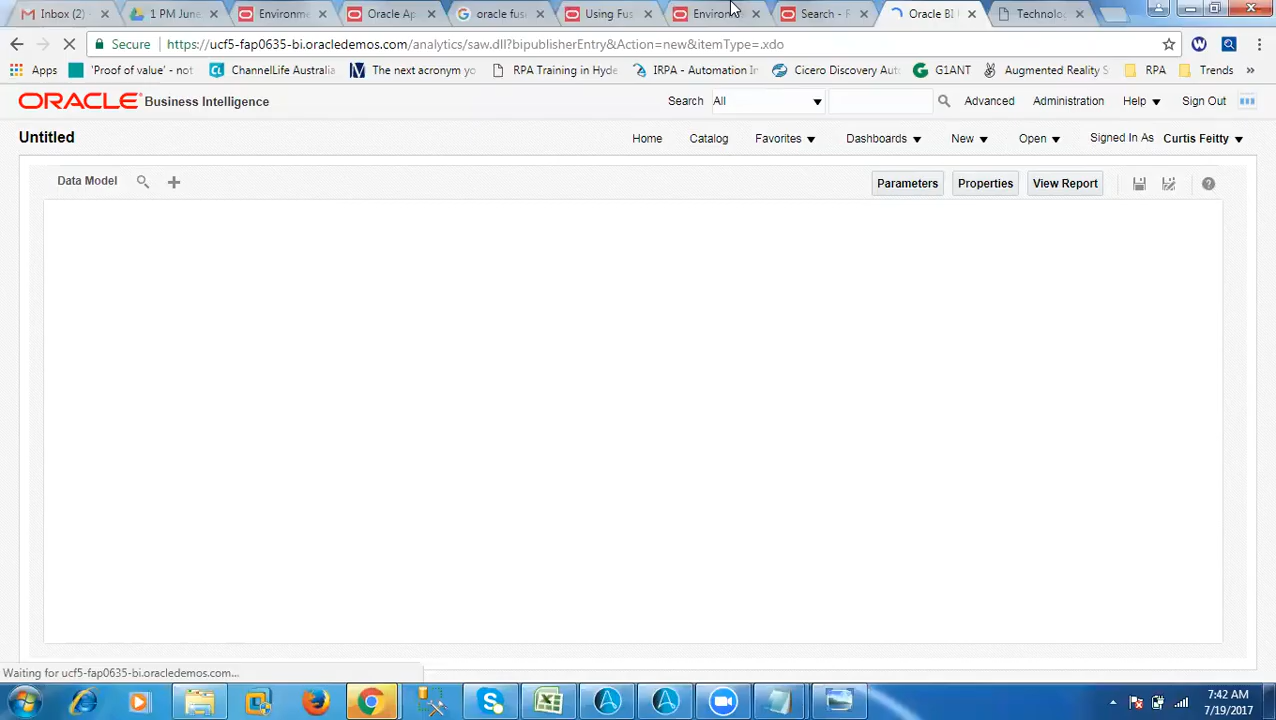 Inbox (2)
1 PM June
Environm
Oracle Ap
oracle fus
Using Fus
Environm
Search - F
Oracle BI
Technolog
Secure
https://ucf5-fap0635-bi.oracledemos.com/analytics/saw.dll?bipublisherEntry&Action=new&itemType=.xdo
Apps
'Proof of value' - not
ChannelLife Australia
The next acronym yo
RPA Training in Hyde
IRPA - Automation In
Cicero Discovery Aut
G1ANT
Augmented Reality S
RPA
Trends
»
ORACLE Business Intelligence
Search All
Advanced Administration Help Sign Out
Untitled
Home Catalog Favorites Dashboards New Open Signed In As Curtis Feitty
Data Model
Parameters Properties View Report
Waiting for ucf5-fap0635-bi.oracledemos.com...
7:42 AM
7/19/2017